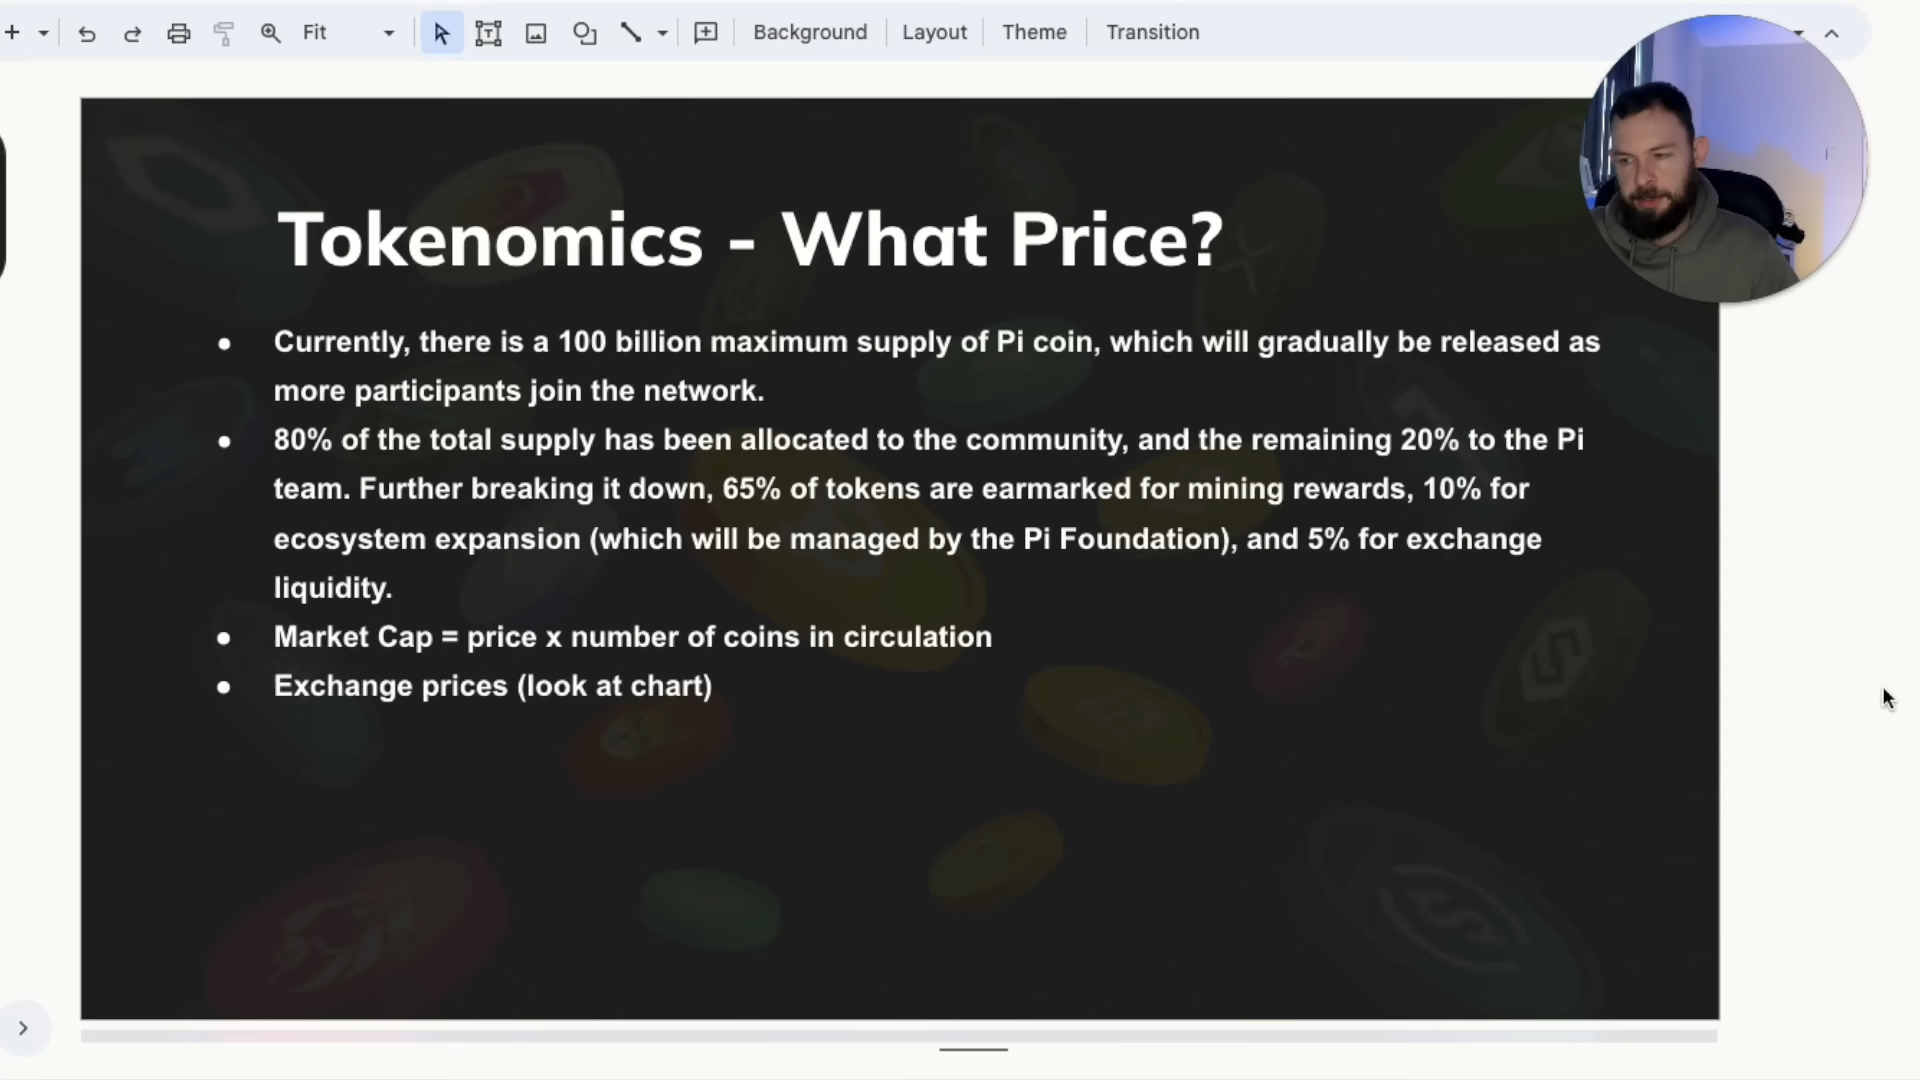 Fit
Background
Layout
Theme
Transition
Tokenomics - What Price?
● Currently, there is a 100 billion maximum supply of Pi coin, which will gradually be released as
more participants join the network.
● 80% of the total supply has been allocated to the community, and the remaining 20% to the Pi
team. Further breaking it down, 65% of tokens are earmarked for mining rewards, 10% for
ecosystem expansion (which will be managed by the Pi Foundation), and 5% for exchange
liquidity.
● Market Cap = price x number of coins in circulation
● Exchange prices (look at chart)